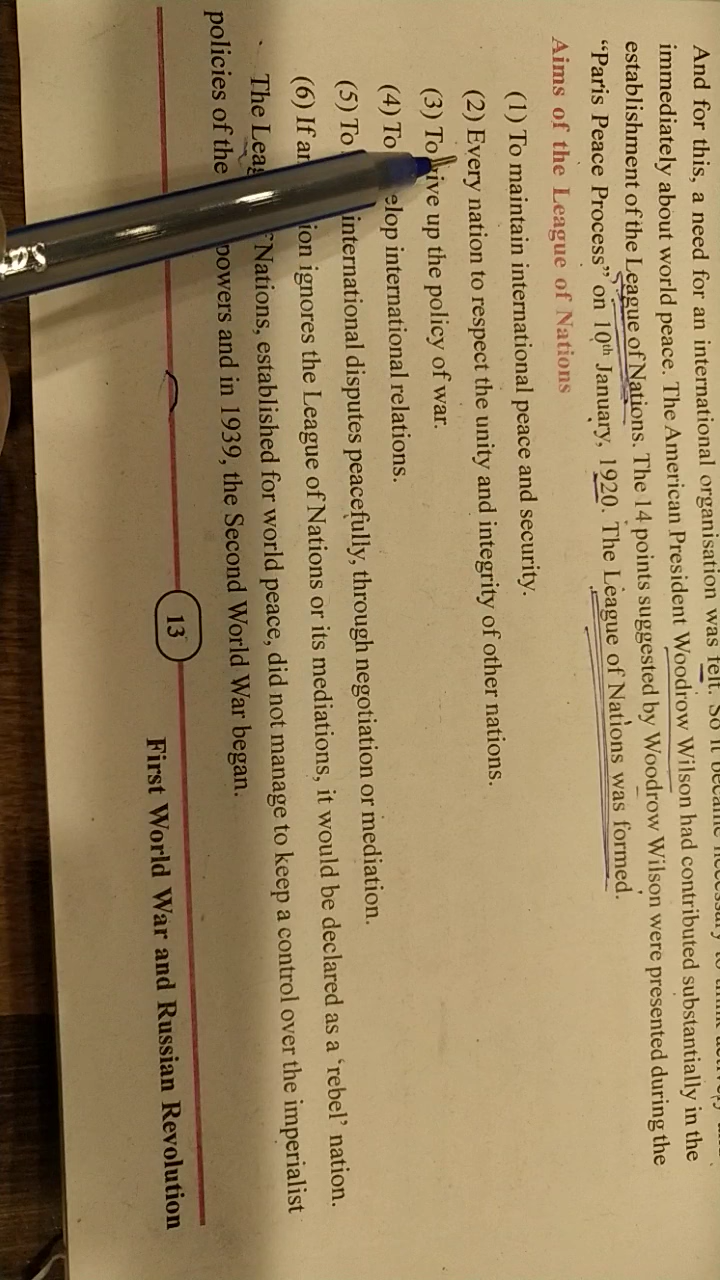 And for this, a need for an international organisation was felt. So it became necessary to think actively and
immediately about world peace. The American President Woodrow Wilson had contributed substantially in the
establishment of the League of Nations. The 14 points suggested by Woodrow Wilson were presented during the
“Paris Peace Process” on 10th January, 1920. The League of Nations was formed.
Aims of the League of Nations
(1) To maintain international peace and security.
(2) Every nation to respect the unity and integrity of other nations.
(3) To give up the policy of war.
(4) To elop international relations.
(5) To international disputes peacefully, through negotiation or mediation.
(6) If ion ignores the League of Nations or its mediations, it would be declared as a ‘rebel’ nation.
The Nations, established for world peace, did not manage to keep a control over the imperialist
policies of the powers and in 1939, the Second World War began.
13
First World War and Russian Revolution